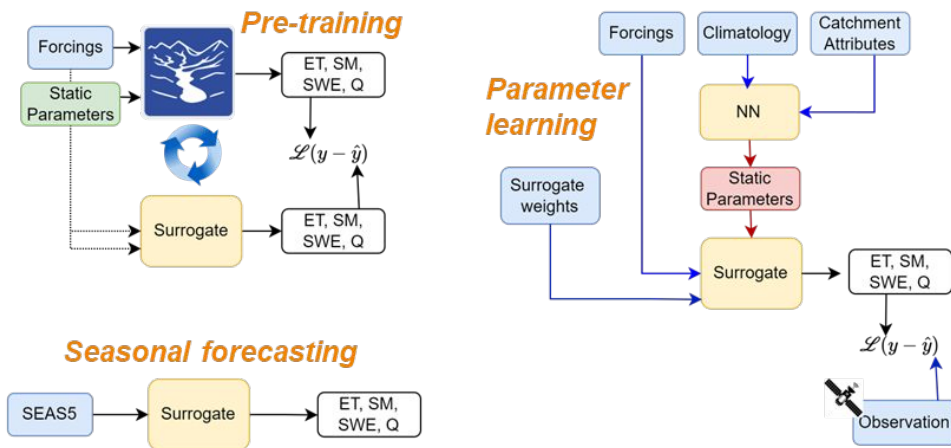 Pre-training
Forcings
Static
Parameters
ET, SM,
SWE, Q
ℒ(y − ŷ)
Surrogate
ET, SM,
SWE, Q
Seasonal forecasting
SEAS5
Surrogate
ET, SM,
SWE, Q
Parameter
learning
Forcings
Climatology
Catchment
Attributes
NN
Surrogate
weights
Static
Parameters
Surrogate
ET, SM,
SWE, Q
ℒ(y − ŷ)
Observation